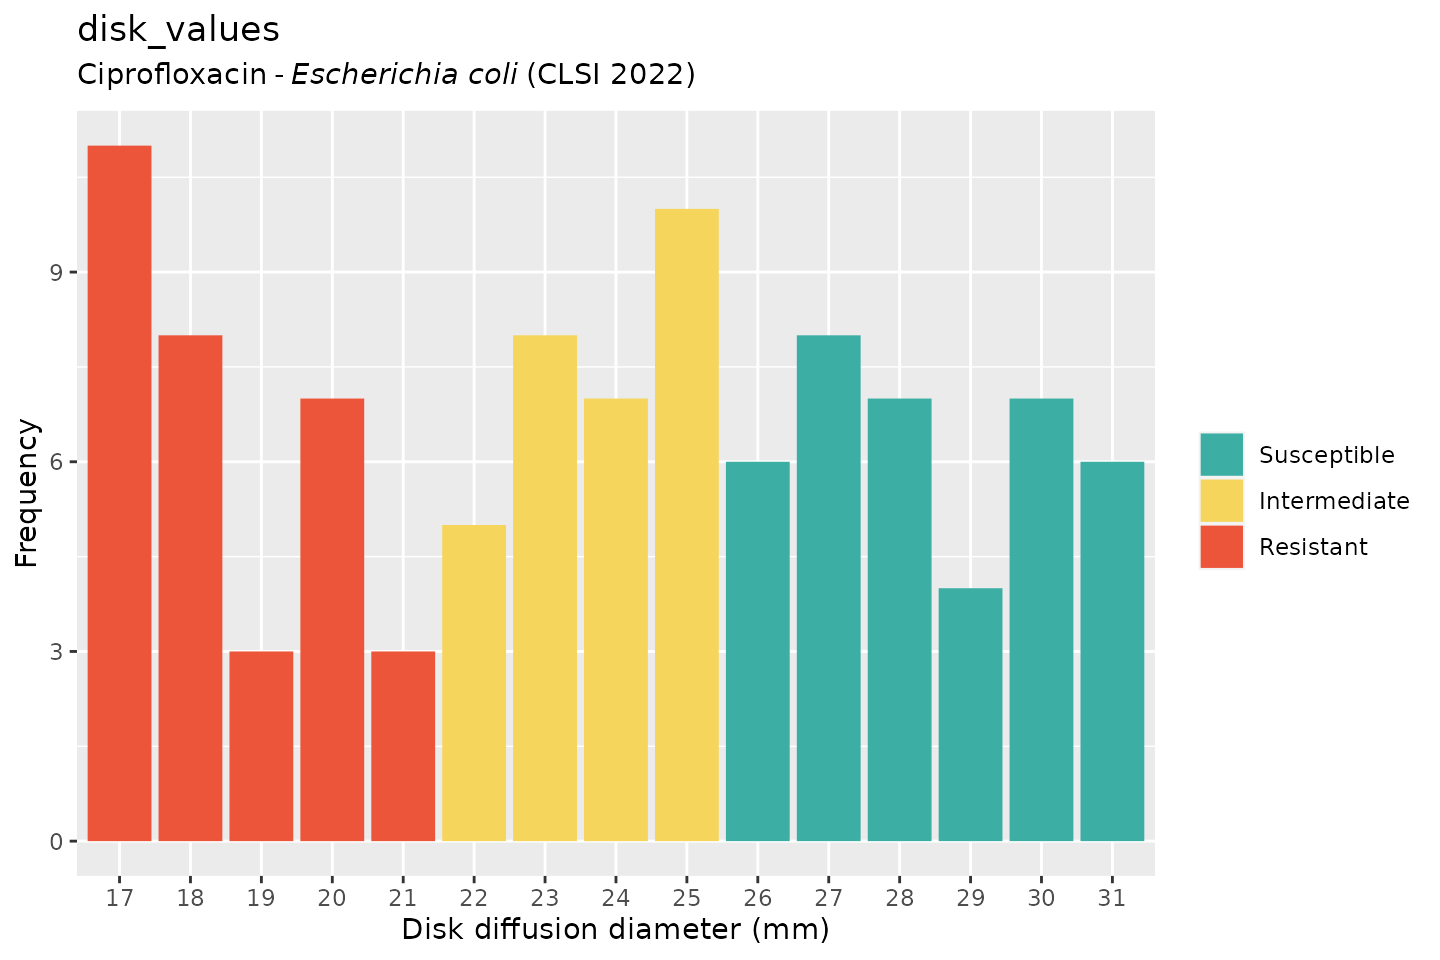 disk_values
Ciprofloxacin - Escherichia coli (CLSI 2022)
Frequency
9
6
3
0
17 18 19 20 21 22 23 24 25 26 27 28 29 30 31
Disk diffusion diameter (mm)
Susceptible
Intermediate
Resistant